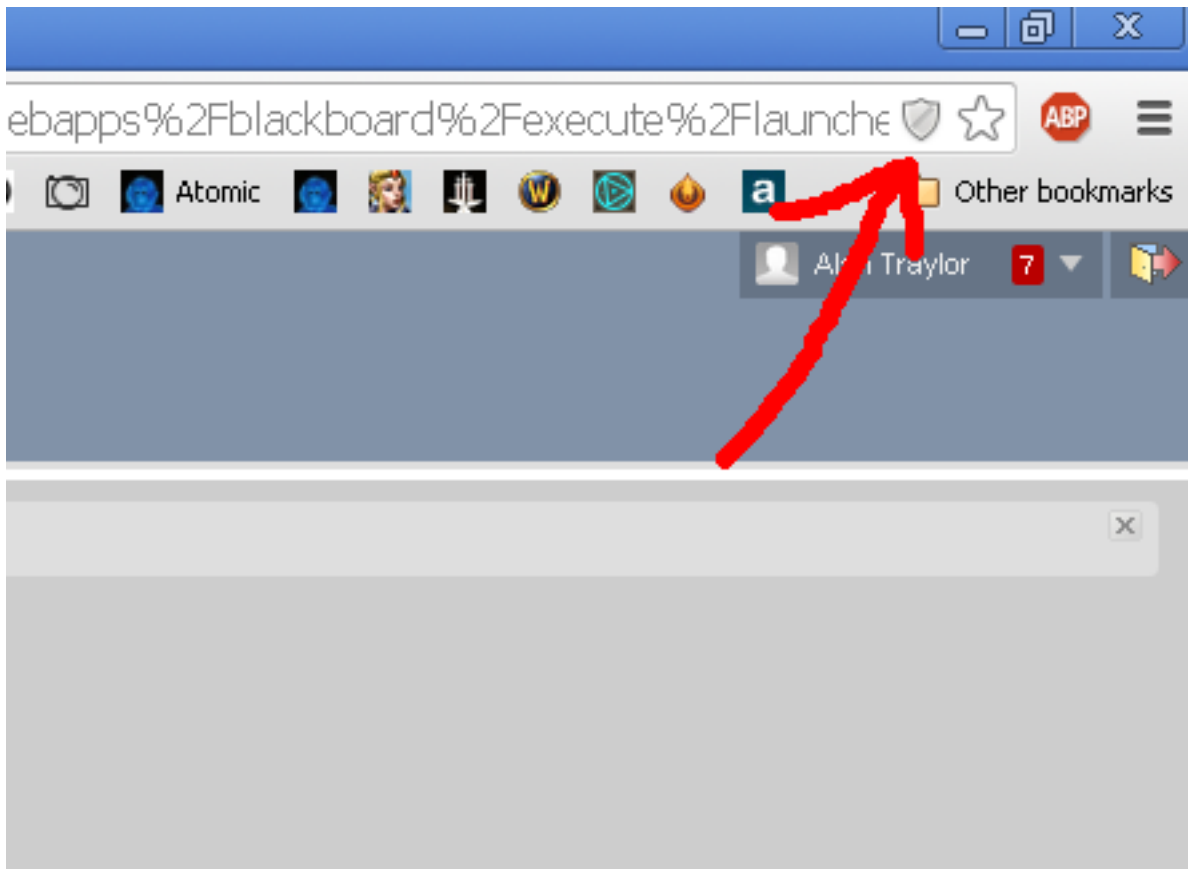 ebapps%2Fblackboard%2Fexecute%2Flaunche
ABP
Atomic
W
a
Other bookmarks
Traylor
7